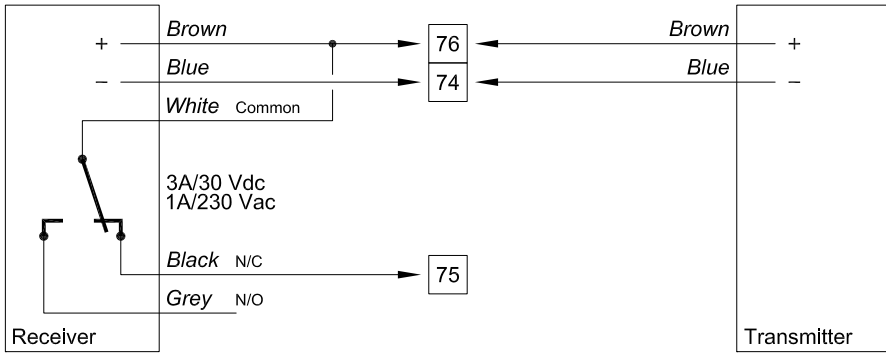 Brown
+
76
Brown
+
Blue
−
74
Blue
−
White Common
3A/30 Vdc
1A/230 Vac
Black N/C
75
Grey N/O
Receiver
Transmitter